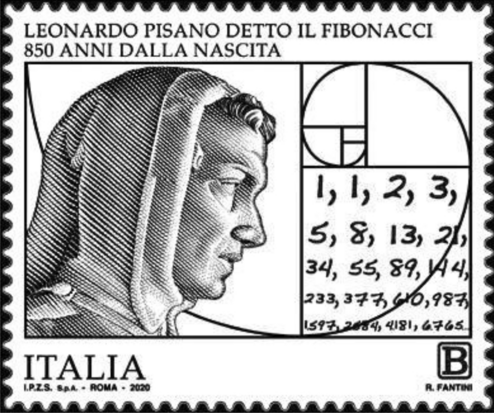 LEONARDO PISANO DETTO IL FIBONACCI
850 ANNI DALLA NASCITA
1, 1, 2, 3,
5, 8, 13, 21,
34, 55, 89, 144,
233, 377, 610, 987,
1597, 2584, 4181, 6765...
ITALIA
B
I.P.Z.S. S.p.A. - ROMA - 2020
R. FANTINI